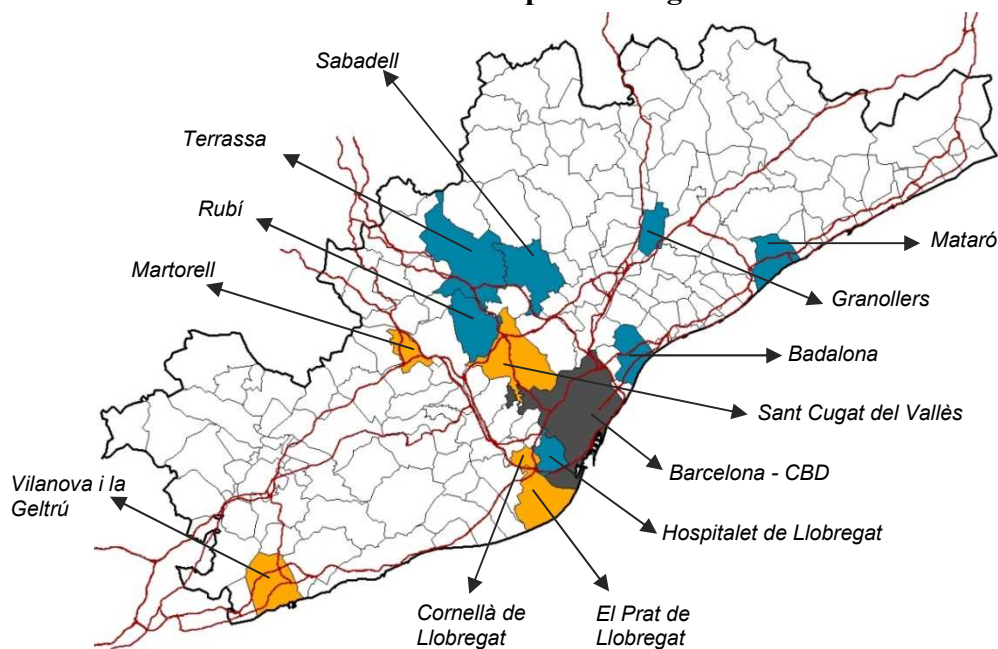 Sabadell
Terrassa
Rubí
Martorell
Mataró
Granollers
Badalona
Sant Cugat del Vallès
Barcelona - CBD
Vilanova i la
Geltrú
Hospitalet de Llobregat
Cornellà de
Llobregat
El Prat de
Llobregat